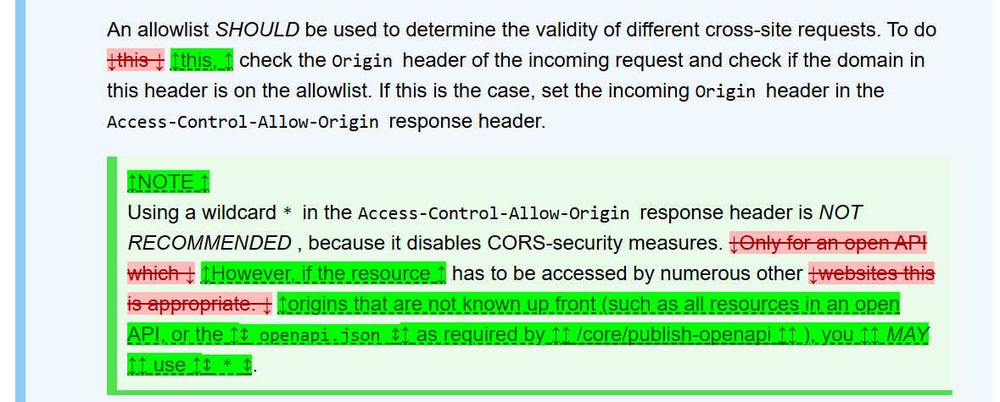 An allowlist SHOULD be used to determine the validity of different cross-site requests. To do
↓this ↓ ↑this, ↑ check the Origin header of the incoming request and check if the domain in
this header is on the allowlist. If this is the case, set the incoming Origin header in the
Access-Control-Allow-Origin response header.
↑NOTE ↑
Using a wildcard * in the Access-Control-Allow-Origin response header is NOT
RECOMMENDED , because it disables CORS-security measures. ↓Only for an open API
which ↓ ↑However, if the resource ↑ has to be accessed by numerous other ↓websites this
is appropriate. ↓ ↑origins that are not known up front (such as all resources in an open
API, or the ↑↕ openapi.json ↕↑ as required by ↑↑ /core/publish-openapi ↑↑ ), you ↑↑ MAY
↑↑ use ↑↕ * ↕.